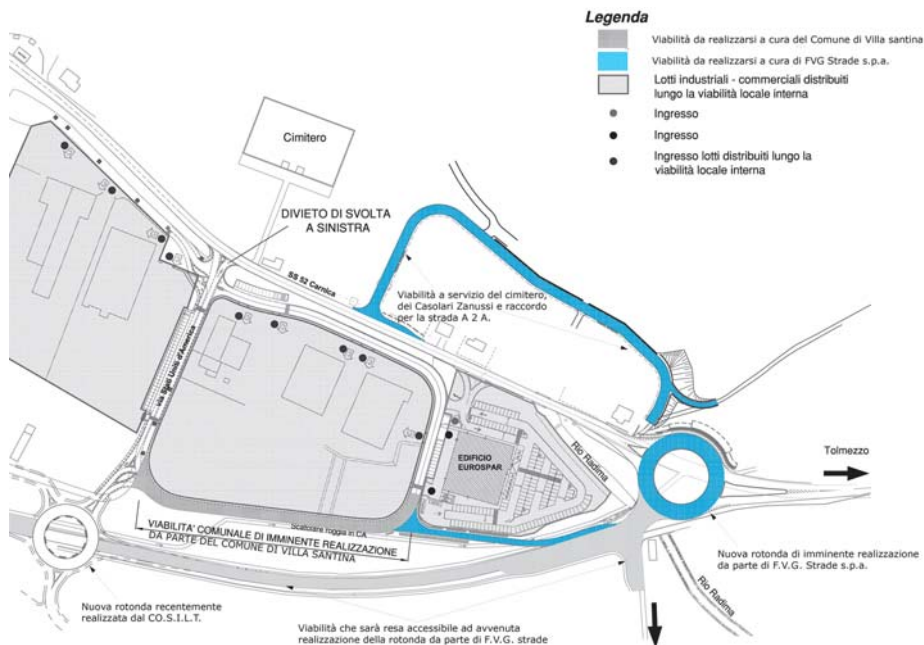 Legenda
Viabilità da realizzarsi a cura del Comune di Villa santina
Viabilità da realizzarsi a cura di FVG Strade s.p.a.
Lotti industriali - commerciali distribuiti
lungo la viabilità locale interna
Ingresso
Ingresso
Ingresso lotti distribuiti lungo la
viabilità locale interna
Cimitero
DIVIETO DI SVOLTA
A SINISTRA
SS 52 Carnica
Viabilità a servizio del cimitero,
dei Casolari Zanussi e raccordo
per la strada A 2 A.
via Stati Uniti d'America
EDIFICIO
EUROSPAR
Rio Radima
Tolmezzo
Scatolare roggia in CA
VIABILITA' COMUNALE DI IMMINENTE REALIZZAZIONE
DA PARTE DEL COMUNE DI VILLA SANTINA
Nuova rotonda di imminente realizzazione
da parte di F.V.G. Strade s.p.a.
Rio Radima
Nuova rotonda recentemente
realizzata dal CO.S.I.L.T.
Viabilità che sarà resa accessibile ad avvenuta
realizzazione della rotonda da parte di F.V.G. strade